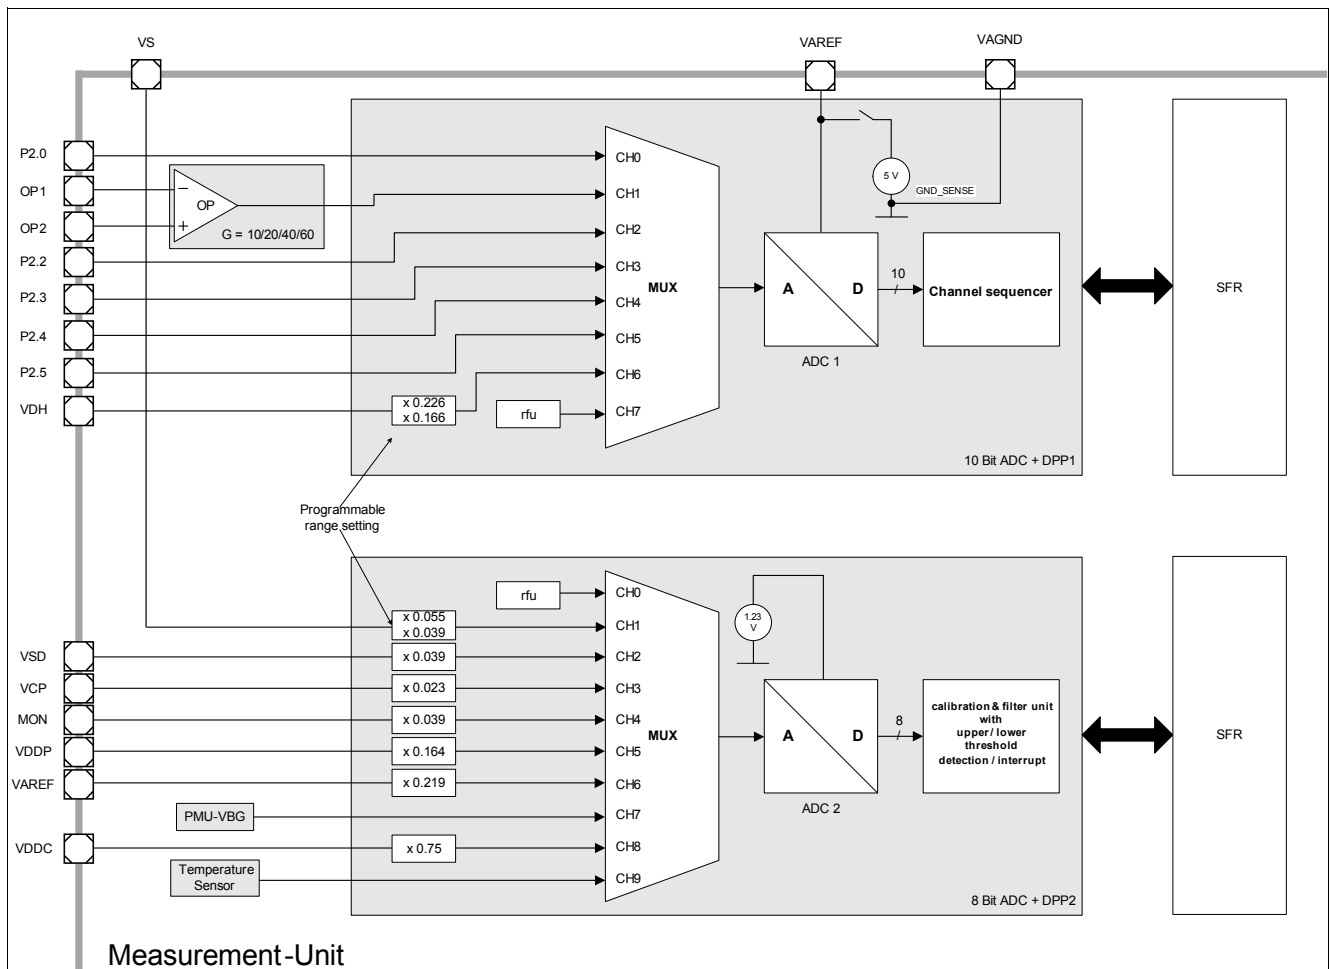 VS
VAREF
VAGND
P2.0
OP1
OP2
P2.2
P2.3
P2.4
P2.5
VDH
OP
G = 10/20/40/60
x 0.226
x 0.166
rfu
CH0
CH1
CH2
CH3
CH4
CH5
CH6
CH7
MUX
5 V
GND_SENSE
A
D
ADC 1
10
Channel sequencer
10 Bit ADC + DPP1
SFR
Programmable
range setting
VSD
VCP
MON
VDDP
VAREF
VDDC
PMU-VBG
Temperature
Sensor
rfu
x 0.055
x 0.039
x 0.039
x 0.023
x 0.039
x 0.164
x 0.219
x 0.75
CH0
CH1
CH2
CH3
CH4
CH5
CH6
CH7
CH8
CH9
MUX
1.23
V
A
D
ADC 2
8
calibration & filter unit
with
upper / lower
threshold
detection / interrupt
8 Bit ADC + DPP2
SFR
Measurement-Unit